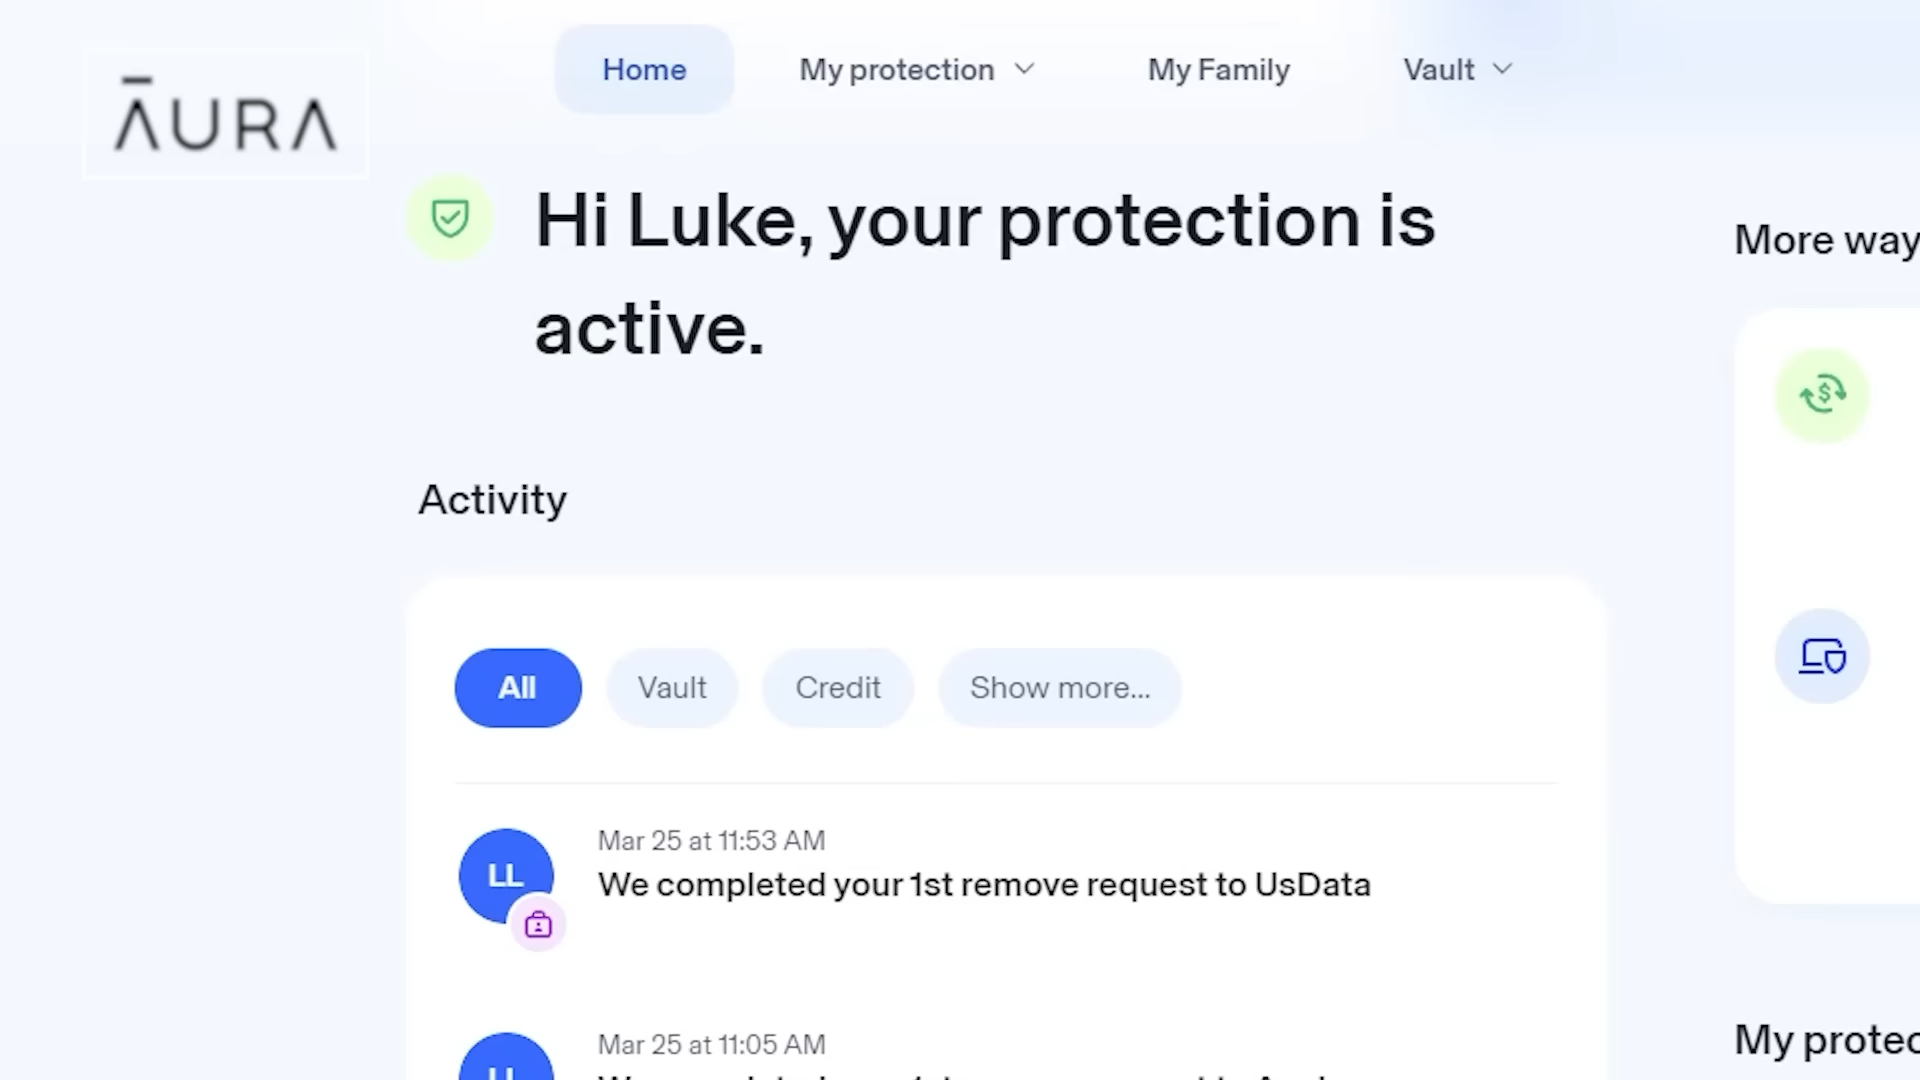 ĀURA
Home
My protection
My Family
Vault
Hi Luke, your protection is
active.
More way
Activity
All
Vault
Credit
Show more...
LL
Mar 25 at 11:53 AM
We completed your 1st remove request to UsData
LL
Mar 25 at 11:05 AM
My protec